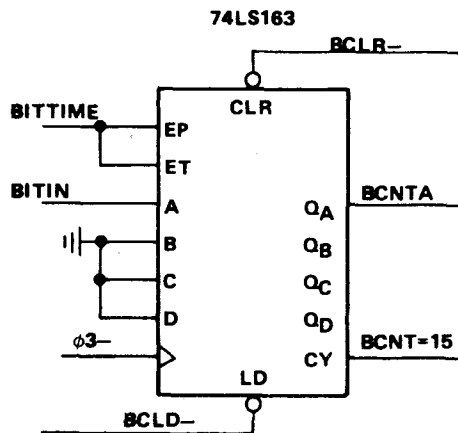 74LS163
BCLR–
CLR
BITTIME
EP
ET
BITIN
A
QA
BCNTA
B
QB
C
QC
D
QD
φ3–
CY
BCNT=15
LD
BCLD–